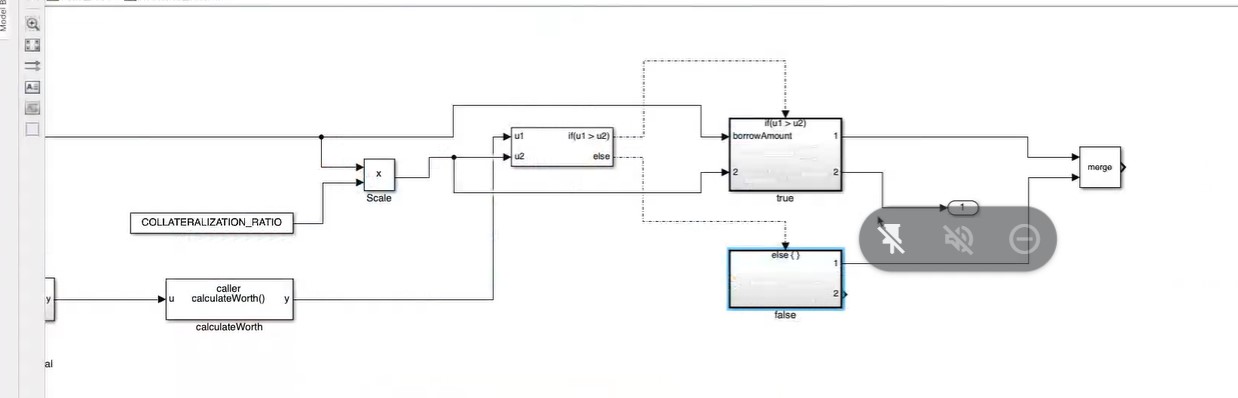 Model B
if(u1 > u2)
borrowAmount
1
2
2
true
u1
if(u1 > u2)
u2
else
merge
x
Scale
COLLATERALIZATION_RATIO
1
else { }
1
2
false
y
caller
u
calculateWorth()
y
calculateWorth
al